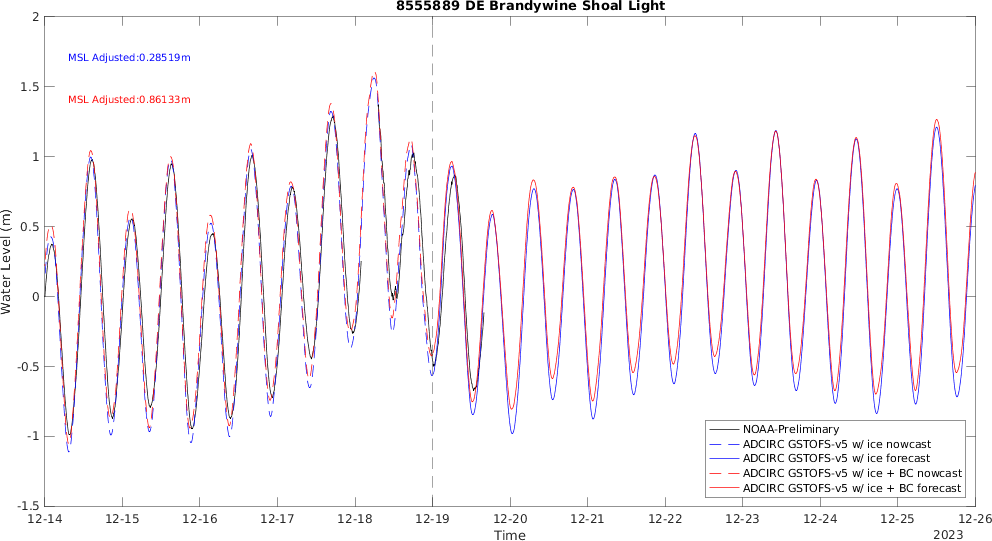 8555889 DE Brandywine Shoal Light
MSL Adjusted:0.28519m
MSL Adjusted:0.86133m
Water Level (m)
2
1.5
1
0.5
0
-0.5
-1
-1.5
NOAA-Preliminary
ADCIRC GSTOFS-v5 w/ ice nowcast
ADCIRC GSTOFS-v5 w/ ice forecast
ADCIRC GSTOFS-v5 w/ ice + BC nowcast
ADCIRC GSTOFS-v5 w/ ice + BC forecast
12-14 12-15 12-16 12-17 12-18 12-19 12-20 12-21 12-22 12-23 12-24 12-25 12-26
Time
2023